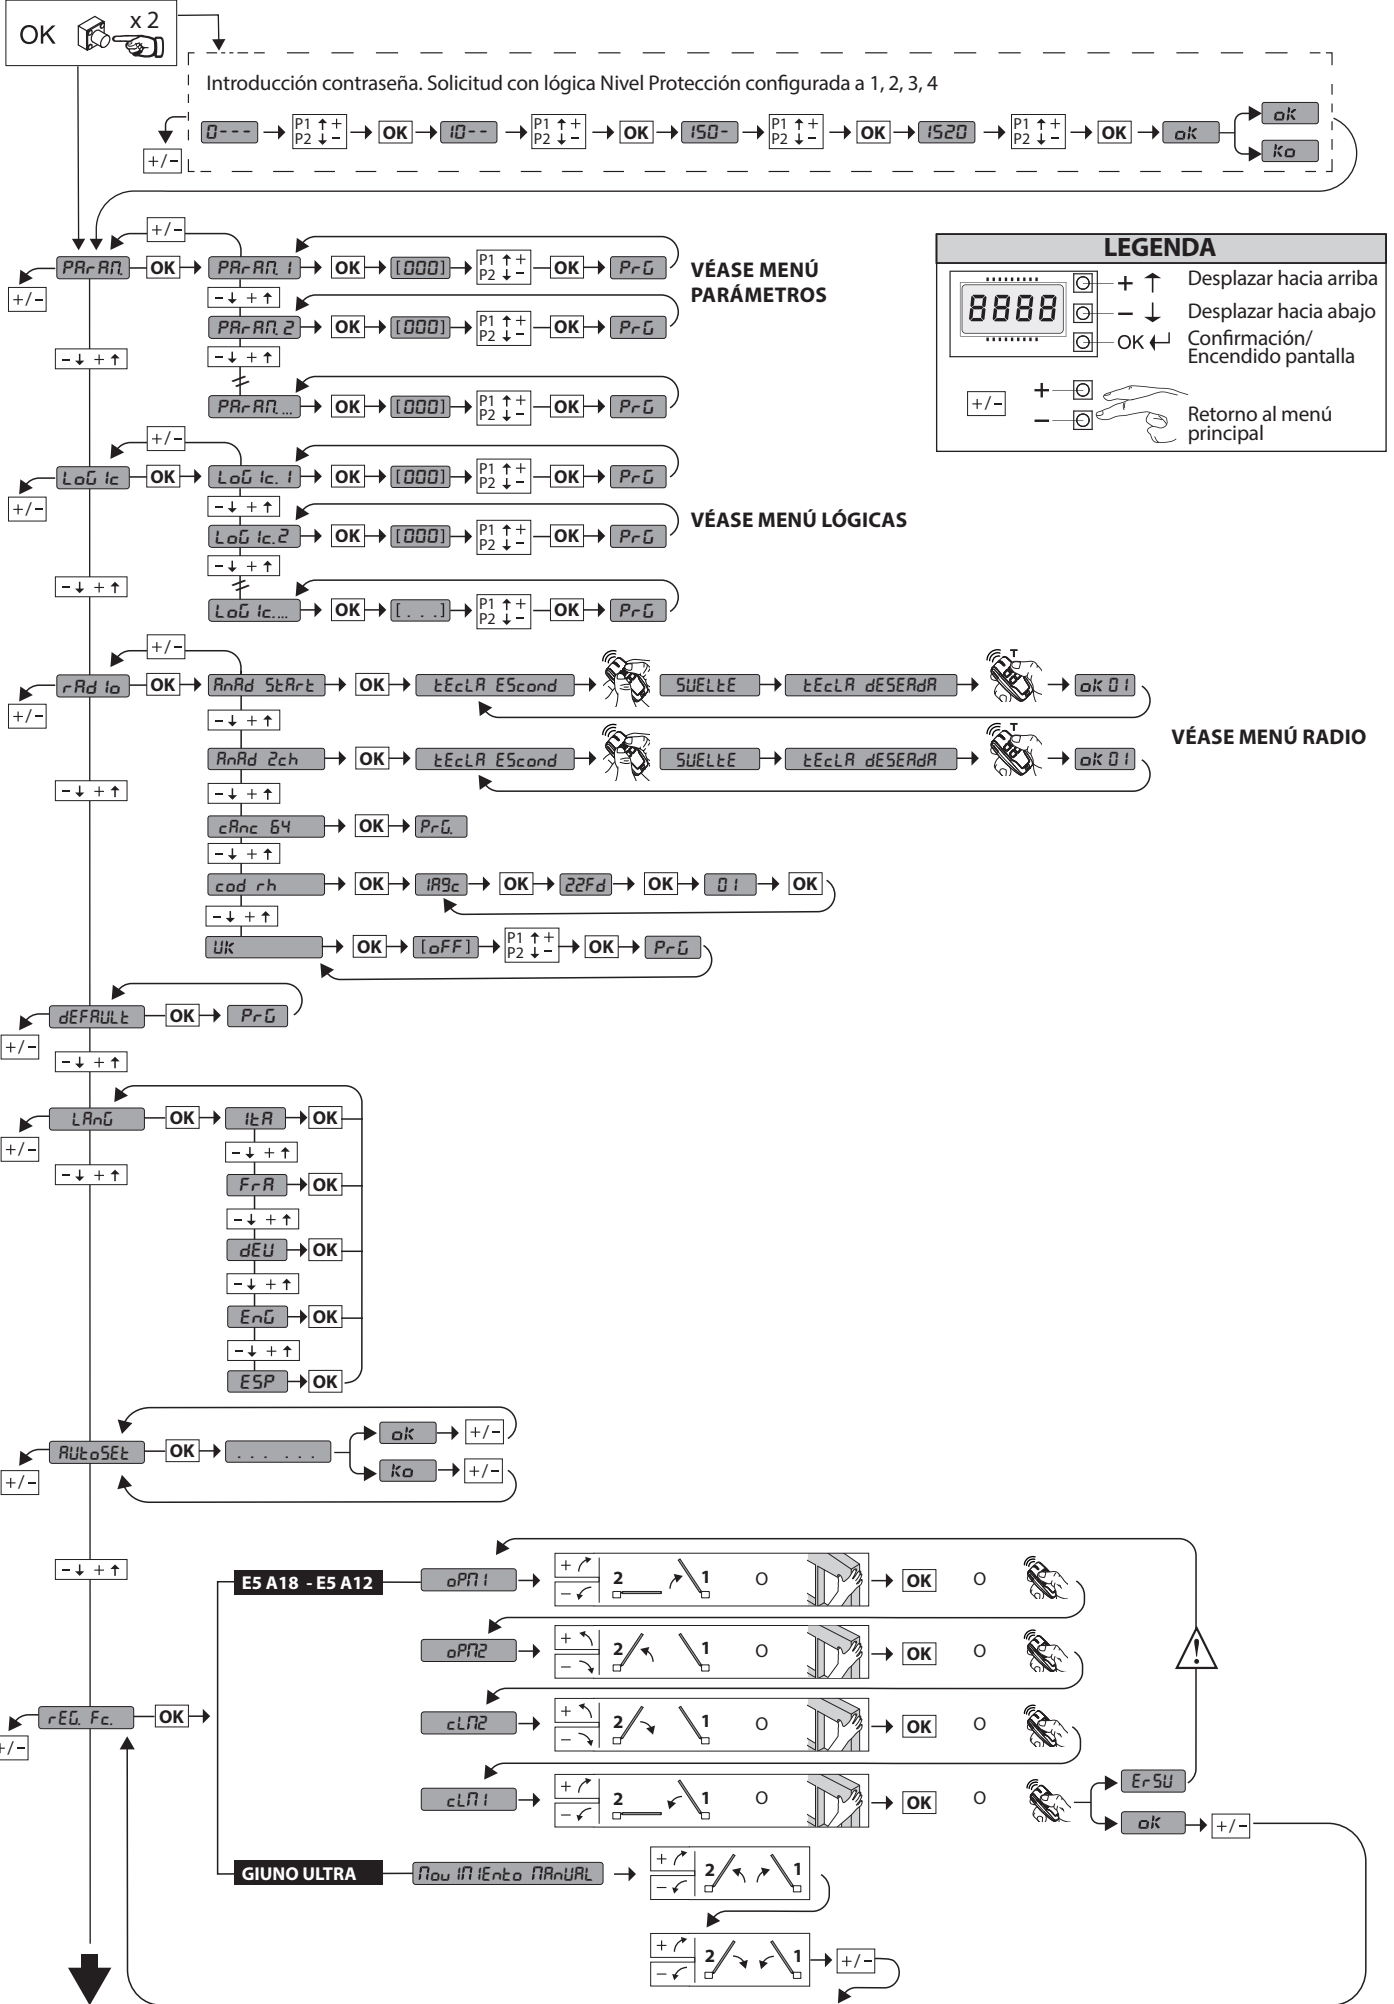 OK x 2
Introducción contraseña. Solicitud con lógica Nivel Protección configurada a 1, 2, 3, 4
+/-
0--- P1 ↑ + P2 ↓ − OK 10-- P1 ↑ + P2 ↓ − OK 150- P1 ↑ + P2 ↓ − OK 1520 P1 ↑ + P2 ↓ − OK oK
oK
Ko
LEGENDA
8888
+ ↑ Desplazar hacia arriba
− ↓ Desplazar hacia abajo
OK Confirmación/
Encendido pantalla
+/-
+
−
Retorno al menú
principal
+/-
PArAM. OK PArAM. 1 OK [000] P1 ↑ + P2 ↓ − OK PrG
+/-
− ↓ + ↑
PArAM. 2 OK [000] P1 ↑ + P2 ↓ − OK PrG
− ↓ + ↑
− ↓ + ↑
PArAM.... OK [000] P1 ↑ + P2 ↓ − OK PrG
VÉASE MENÚ
PARÁMETROS
+/-
LoGIc OK LoGIc. 1 OK [000] P1 ↑ + P2 ↓ − OK PrG
+/-
− ↓ + ↑
LoGIc.2 OK [000] P1 ↑ + P2 ↓ − OK PrG
− ↓ + ↑
− ↓ + ↑
LoGIc.... OK [. . .] P1 ↑ + P2 ↓ − OK PrG
VÉASE MENÚ LÓGICAS
+/-
rAdIo OK AnAd StArt OK tEcLA EScond SUELtE tEcLA dESEAdA T oK 01
+/-
− ↓ + ↑
AnAd 2ch OK tEcLA EScond SUELtE tEcLA dESEAdA T oK 01
VÉASE MENÚ RADIO
− ↓ + ↑
− ↓ + ↑
cAnc 64 OK PrG.
− ↓ + ↑
cod rh OK 1A9c OK 22Fd OK 01 OK
− ↓ + ↑
UK OK [oFF] P1 ↑ + P2 ↓ − OK PrG
dEFAULt OK PrG
+/-
− ↓ + ↑
LAnG OK ItA OK
+/-
− ↓ + ↑
− ↓ + ↑
FrA OK
− ↓ + ↑
dEU OK
− ↓ + ↑
EnG OK
− ↓ + ↑
ESP OK
AUtoSEt OK . . . . . .
oK +/-
Ko +/-
+/-
− ↓ + ↑
rEG. Fc. OK
+/-
E5 A18 - E5 A12 oPM1 + − 2 1 O OK O
oPM2 + − 2 1 O OK O
cLM2 + − 2 1 O OK O
cLM1 + − 2 1 O OK O
!
ErSU
oK +/-
GIUNO ULTRA MovIMIEnto MAnUAL + − 2 1
+ − 2 1 +/-